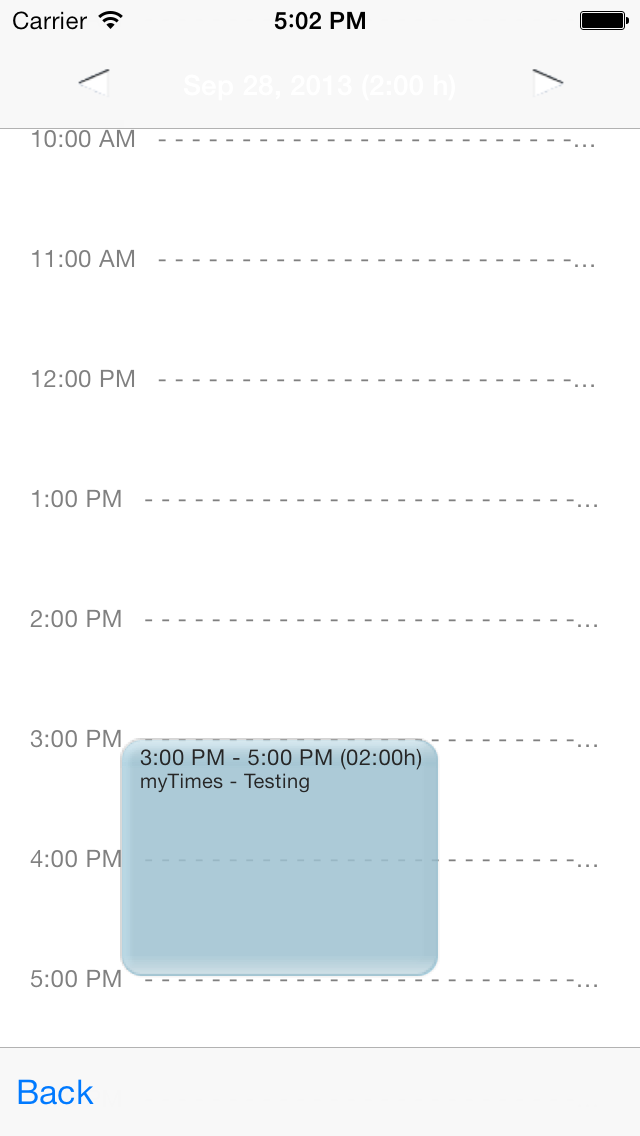 Carrier 5:02 PM
Sep 28, 2013 (2:00 h)
10:00 AM - - - - - - - - - - - - - - - - - - - - - - - - -...
11:00 AM - - - - - - - - - - - - - - - - - - - - - - - - -...
12:00 PM - - - - - - - - - - - - - - - - - - - - - - - - -...
1:00 PM - - - - - - - - - - - - - - - - - - - - - - - - - -...
2:00 PM - - - - - - - - - - - - - - - - - - - - - - - - - -...
3:00 PM - - - - - - - - - - - - - - - - - - - - - - - - - -...
3:00 PM - 5:00 PM (02:00h)
myTimes - Testing
4:00 PM - - - - - - - - - - - - - - - - - - - - - - - - - -...
5:00 PM - - - - - - - - - - - - - - - - - - - - - - - - - -...
Back